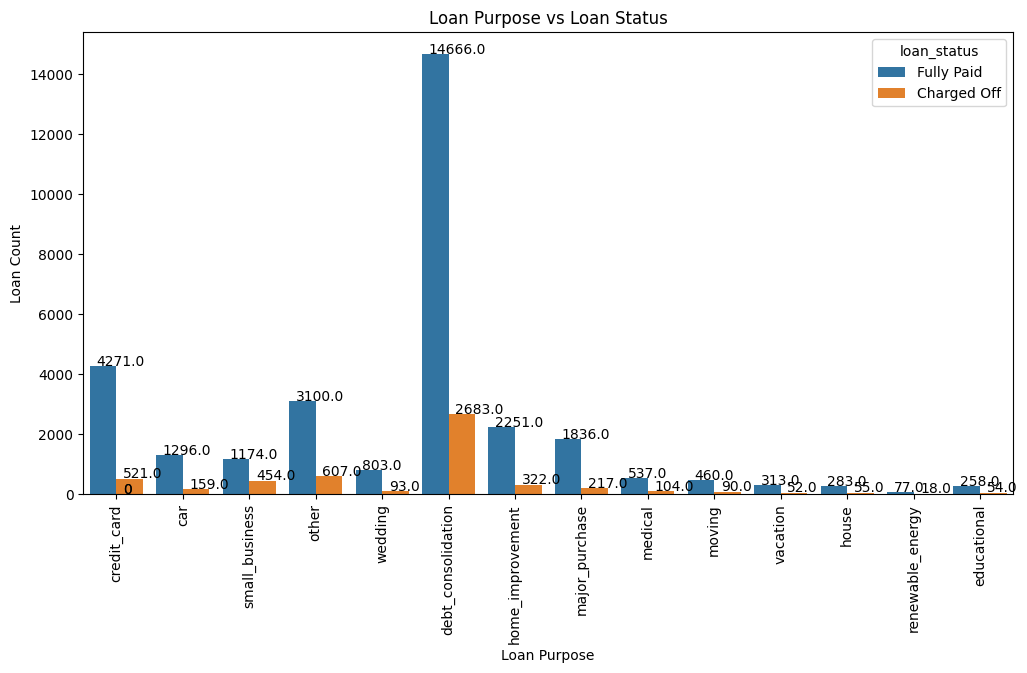 Loan Purpose vs Loan Status
loan_status
Fully Paid
Charged Off
Loan Count
14000
12000
10000
8000
6000
4000
2000
0
4271.0
521.0
0
1296.0
159.0
1174.0
454.0
3100.0
607.0
803.0
93.0
14666.0
2683.0
2251.0
322.0
1836.0
217.0
537.0
104.0
460.0
90.0
313.0
52.0
283.0
55.0
77.0
18.0
258.0
54.0
credit_card
car
small_business
other
wedding
debt_consolidation
home_improvement
major_purchase
medical
moving
vacation
house
renewable_energy
educational
Loan Purpose